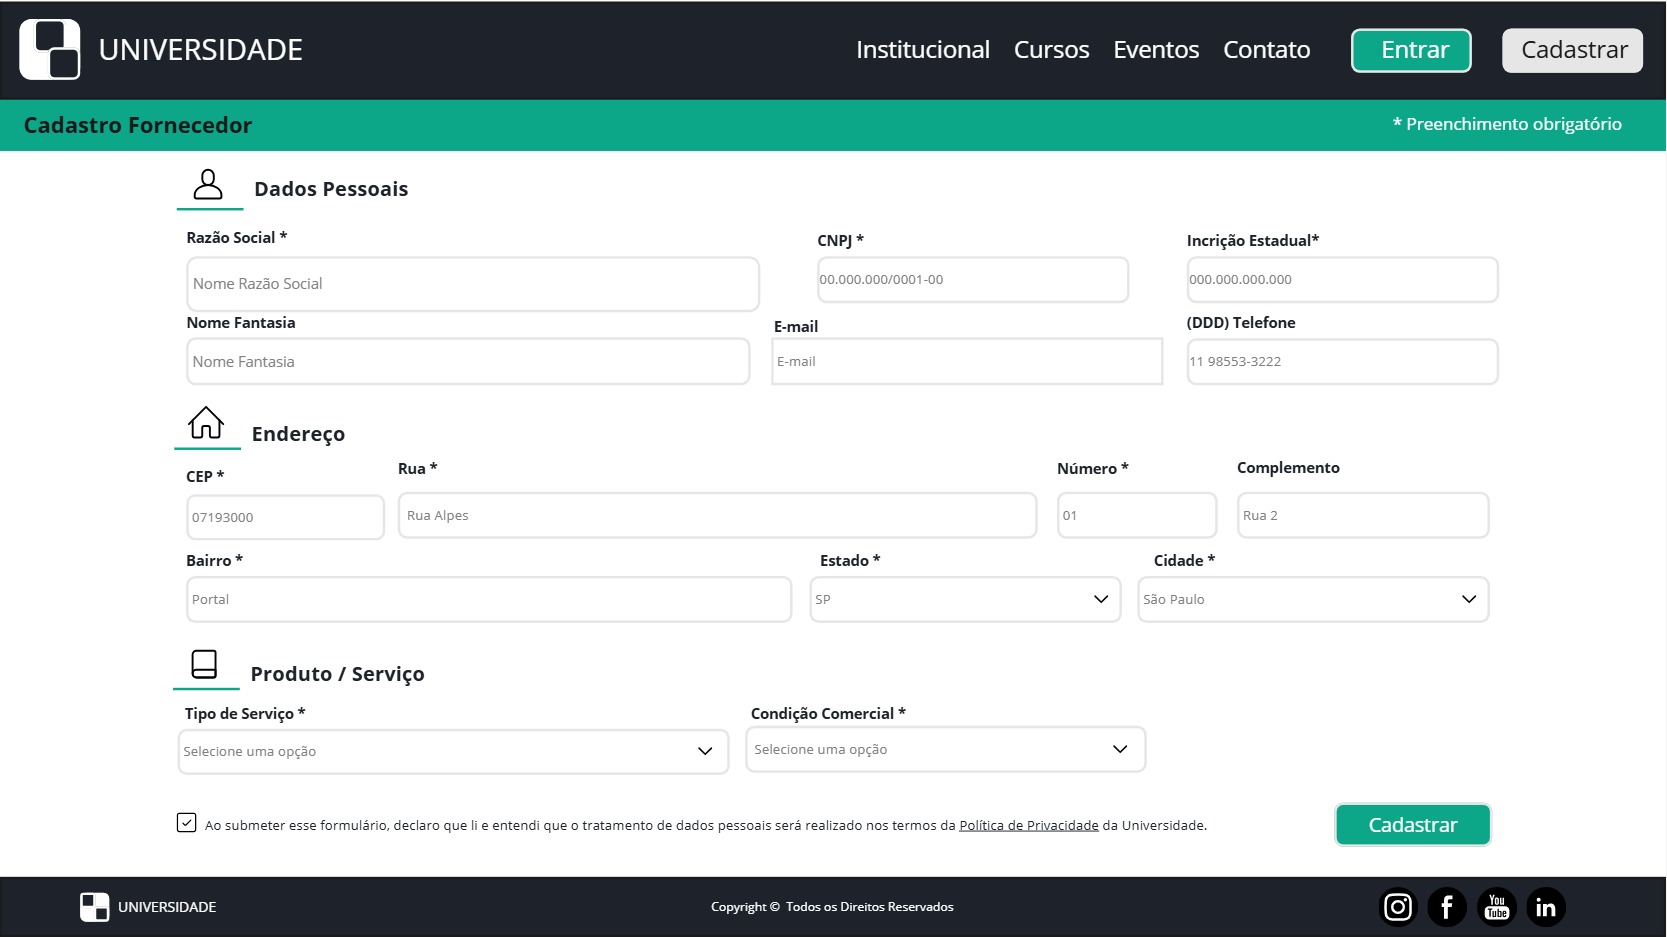 UNIVERSIDADE Institucional Cursos Eventos Contato Entrar Cadastrar
Cadastro Fornecedor * Preenchimento obrigatório
Dados Pessoais
Razão Social * CNPJ * Incrição Estadual*
Nome Razão Social 00.000.000/0001-00 000.000.000.000
Nome Fantasia E-mail (DDD) Telefone
Nome Fantasia E-mail 11 98553-3222
Endereço
CEP * Rua * Número * Complemento
07193000 Rua Alpes 01 Rua 2
Bairro * Estado * Cidade *
Portal SP São Paulo
Produto / Serviço
Tipo de Serviço * Condição Comercial *
Selecione uma opção Selecione uma opção
Ao submeter esse formulário, declaro que li e entendi que o tratamento de dados pessoais será realizado nos termos da Política de Privacidade da Universidade. Cadastrar
UNIVERSIDADE Copyright © Todos os Direitos Reservados You Tube in